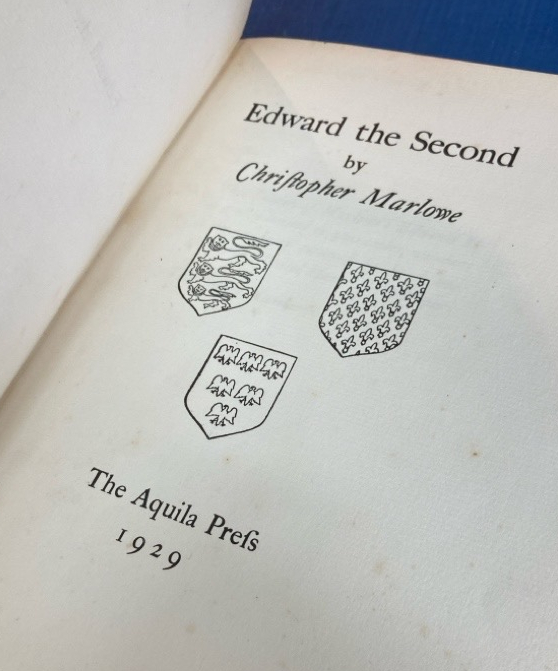 Edward the Second
by
Chriſtopher Marlowe
The Aquila Preſs
1929